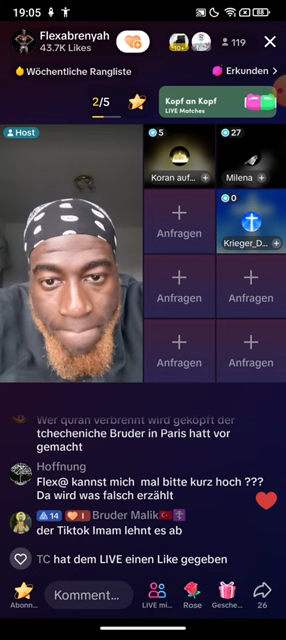 19:05
88
Flexabrenyah
43.7K Likes
119
Wöchentliche Rangliste
Erkunden >
2/5
Kopf an Kopf
LIVE Matches
Host
5
27
Koran auf... +
Milena +
Anfragen
0
Krieger_D... +
Anfragen
Anfragen
Anfragen
Anfragen
Wer quran verbrennt wird geköpft der
tchecheniche Bruder in Paris hatt vor
gemacht
Hoffnung
Flex@ kannst mich mal bitte kurz hoch ???
Da wird was falsch erzählt
14 1 Bruder Malik🇹🇷☦️
der Tiktok Imam lehnt es ab
TC hat dem LIVE einen Like gegeben
Komment...
Abonn... LIVE mi... Rose Gesche... 26